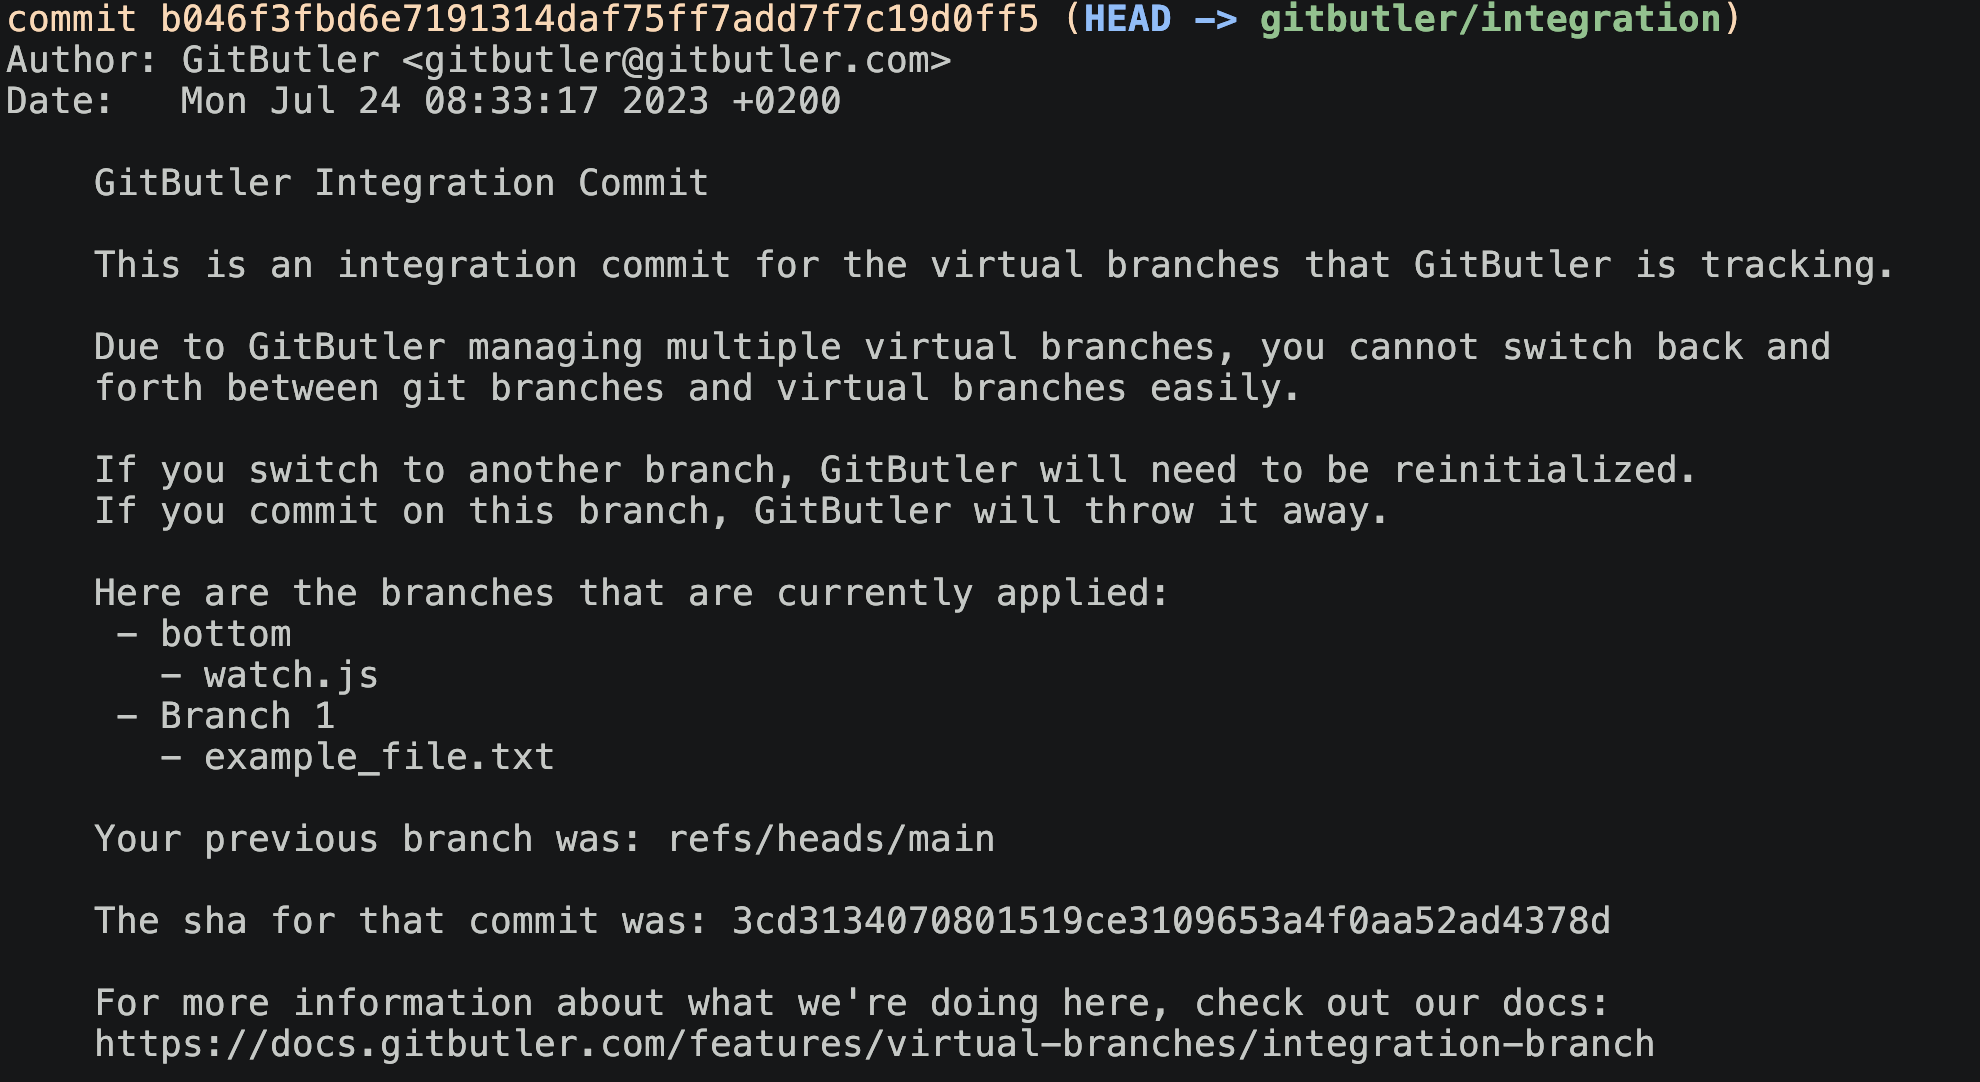 commit b046f3fbd6e7191314daf75ff7add7f7c19d0ff5 (HEAD -> gitbutler/integration)
Author: GitButler <gitbutler@gitbutler.com>
Date:   Mon Jul 24 08:33:17 2023 +0200
GitButler Integration Commit
This is an integration commit for the virtual branches that GitButler is tracking.
Due to GitButler managing multiple virtual branches, you cannot switch back and
forth between git branches and virtual branches easily.
If you switch to another branch, GitButler will need to be reinitialized.
If you commit on this branch, GitButler will throw it away.
Here are the branches that are currently applied:
- bottom
- watch.js
- Branch 1
- example_file.txt
Your previous branch was: refs/heads/main
The sha for that commit was: 3cd3134070801519ce3109653a4f0aa52ad4378d
For more information about what we're doing here, check out our docs:
https://docs.gitbutler.com/features/virtual-branches/integration-branch